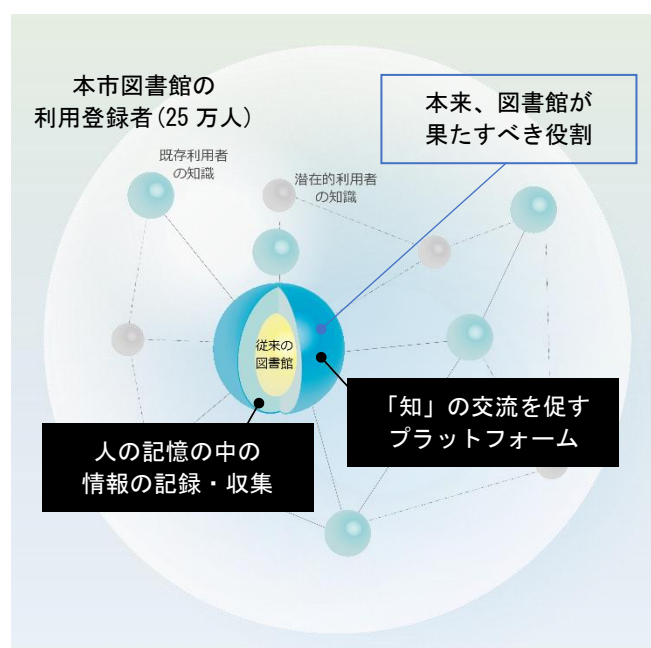 本市図書館の
利用登録者(25万人)
本来、図書館が
果たすべき役割
既存利用者
の知識
潜在的利用者
の知識
従来の
図書館
「知」の交流を促す
プラットフォーム
人の記憶の中の
情報の記録・収集